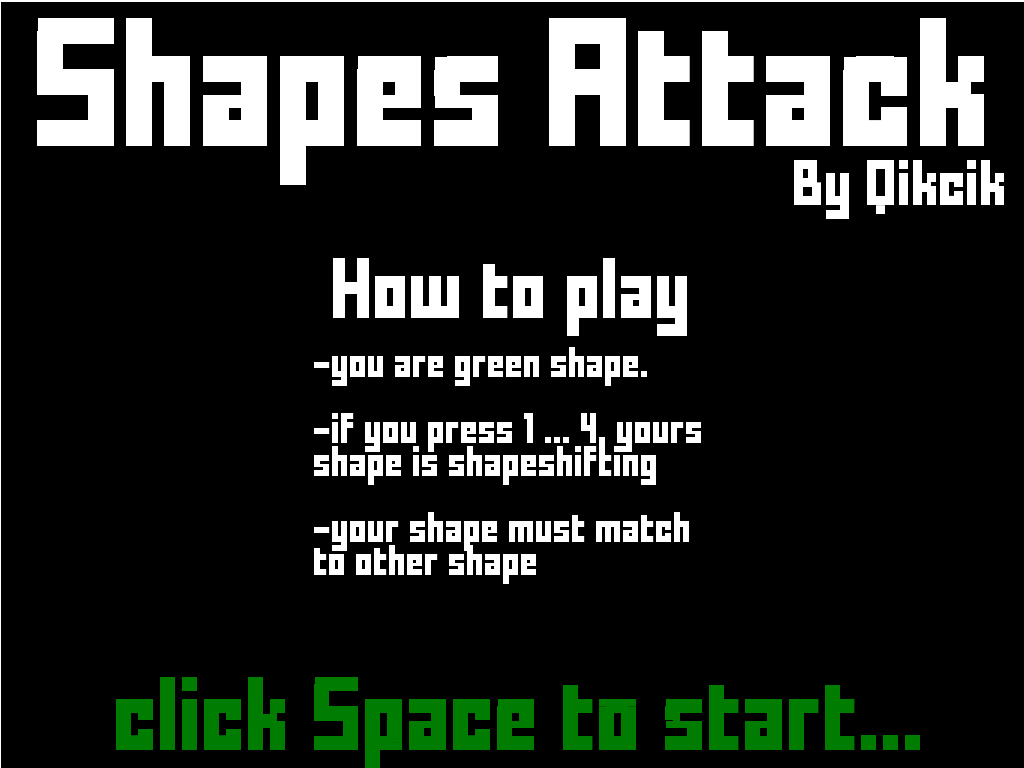 Shapes Attack
By Qikcik
How to play
-you are green shape.
-if you press 1 ... 4, yours
shape is shapeshifting
-your shape must match
to other shape
click Space to start...